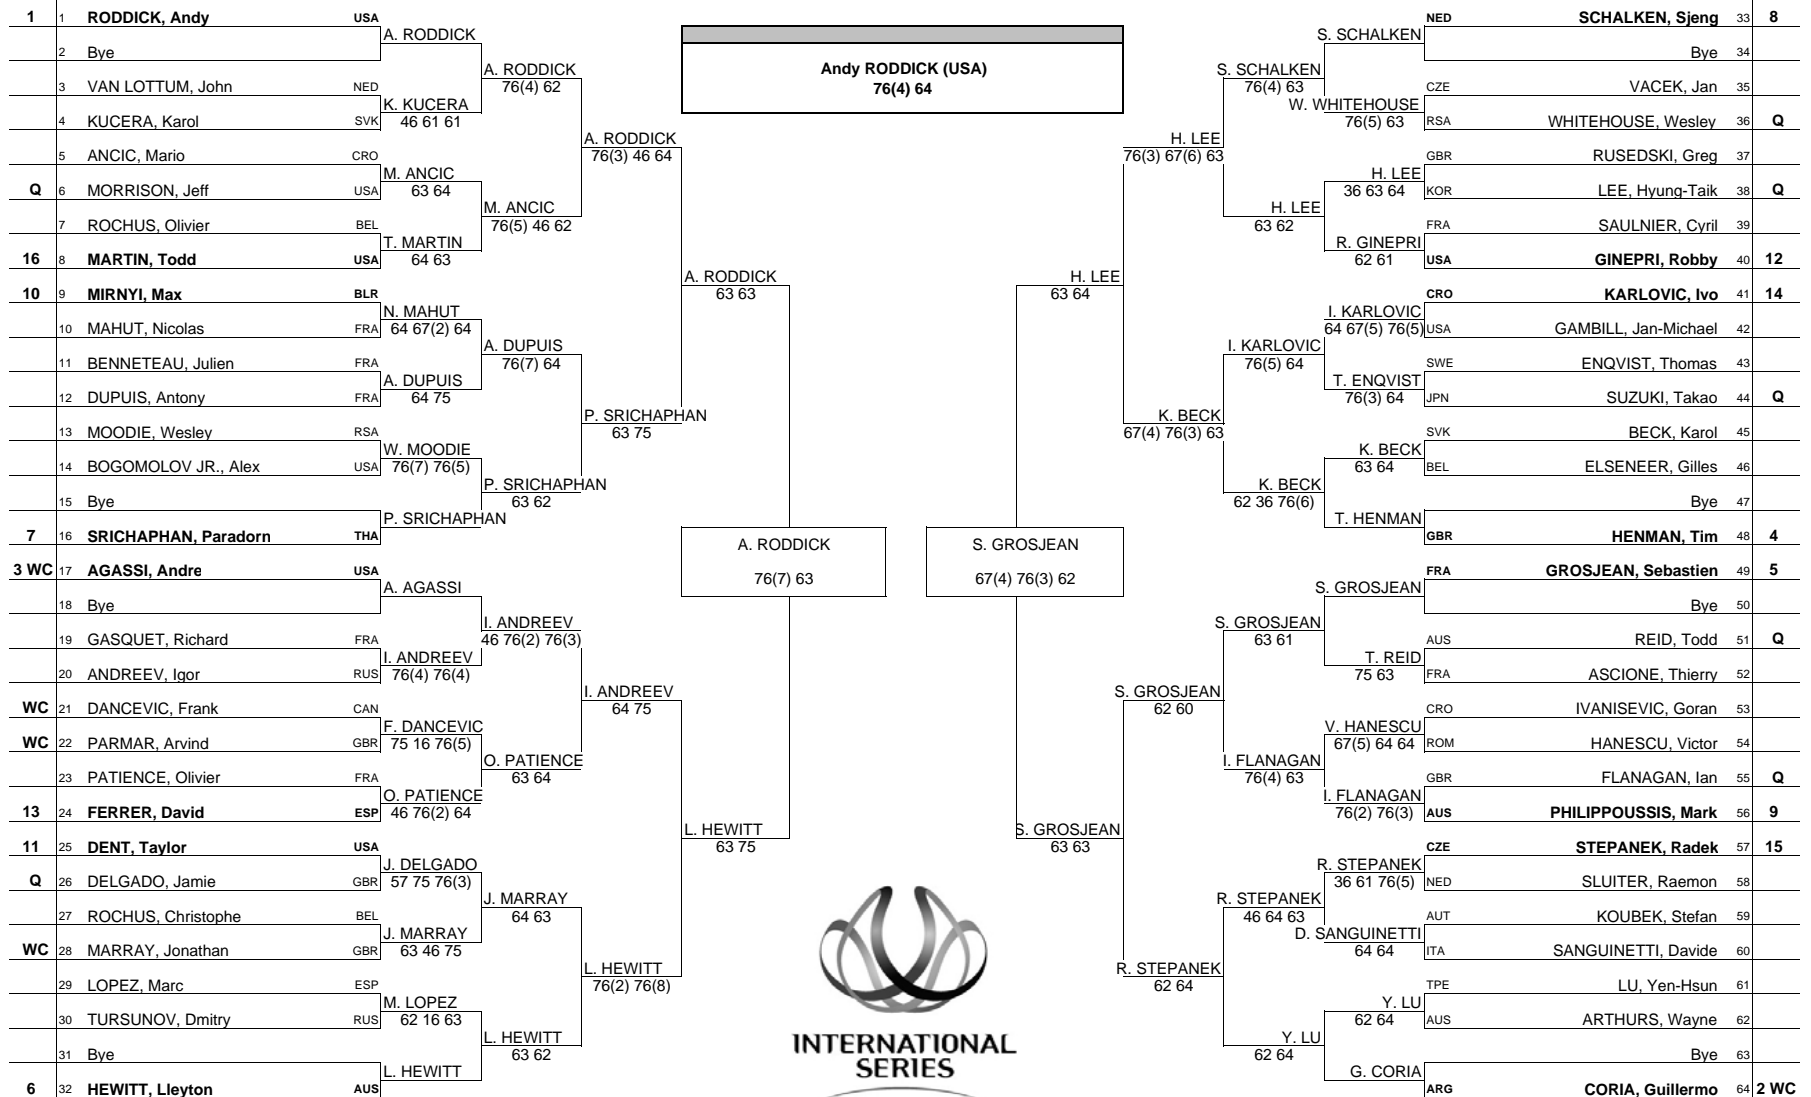 1 1 RODDICK, Andy USA
A. RODDICK
2 Bye
A. RODDICK
76(4) 62
3 VAN LOTTUM, John NED
K. KUCERA
46 61 61
4 KUCERA, Karol SVK
A. RODDICK
76(3) 46 64
5 ANCIC, Mario CRO
M. ANCIC
63 64
Q 6 MORRISON, Jeff USA
M. ANCIC
76(5) 46 62
7 ROCHUS, Olivier BEL
T. MARTIN
64 63
16 8 MARTIN, Todd USA
A. RODDICK
63 63
10 9 MIRNYI, Max BLR
N. MAHUT
64 67(2) 64
10 MAHUT, Nicolas FRA
A. DUPUIS
76(7) 64
11 BENNETEAU, Julien FRA
A. DUPUIS
64 75
12 DUPUIS, Antony FRA
P. SRICHAPHAN
63 75
13 MOODIE, Wesley RSA
W. MOODIE
76(7) 76(5)
14 BOGOMOLOV JR., Alex USA
P. SRICHAPHAN
63 62
15 Bye
P. SRICHAPHAN
7 16 SRICHAPHAN, Paradorn THA
A. RODDICK
76(7) 63
3 WC 17 AGASSI, Andre USA
A. AGASSI
18 Bye
I. ANDREEV
46 76(2) 76(3)
19 GASQUET, Richard FRA
I. ANDREEV
76(4) 76(4)
20 ANDREEV, Igor RUS
I. ANDREEV
64 75
WC 21 DANCEVIC, Frank CAN
F. DANCEVIC
75 16 76(5)
WC 22 PARMAR, Arvind GBR
O. PATIENCE
63 64
23 PATIENCE, Olivier FRA
O. PATIENCE
46 76(2) 64
13 24 FERRER, David ESP
L. HEWITT
63 75
11 25 DENT, Taylor USA
J. DELGADO
57 75 76(3)
Q 26 DELGADO, Jamie GBR
J. MARRAY
64 63
27 ROCHUS, Christophe BEL
J. MARRAY
63 46 75
WC 28 MARRAY, Jonathan GBR
L. HEWITT
76(2) 76(8)
29 LOPEZ, Marc ESP
M. LOPEZ
62 16 63
30 TURSUNOV, Dmitry RUS
L. HEWITT
63 62
31 Bye
L. HEWITT
6 32 HEWITT, Lleyton AUS
Andy RODDICK (USA)
76(4) 64
NED SCHALKEN, Sjeng 33 8
S. SCHALKEN
Bye 34
S. SCHALKEN
76(4) 63
CZE VACEK, Jan 35
W. WHITEHOUSE
76(5) 63
RSA WHITEHOUSE, Wesley 36 Q
H. LEE
76(3) 67(6) 63
GBR RUSEDSKI, Greg 37
H. LEE
36 63 64
KOR LEE, Hyung-Taik 38 Q
H. LEE
63 62
FRA SAULNIER, Cyril 39
R. GINEPRI
62 61
USA GINEPRI, Robby 40 12
H. LEE
63 64
CRO KARLOVIC, Ivo 41 14
I. KARLOVIC
64 67(5) 76(5)
USA GAMBILL, Jan-Michael 42
I. KARLOVIC
76(5) 64
SWE ENQVIST, Thomas 43
T. ENQVIST
76(3) 64
JPN SUZUKI, Takao 44 Q
K. BECK
67(4) 76(3) 63
SVK BECK, Karol 45
K. BECK
63 64
BEL ELSENEER, Gilles 46
K. BECK
62 36 76(6)
Bye 47
T. HENMAN
GBR HENMAN, Tim 48 4
S. GROSJEAN
67(4) 76(3) 62
FRA GROSJEAN, Sebastien 49 5
S. GROSJEAN
Bye 50
S. GROSJEAN
63 61
AUS REID, Todd 51 Q
T. REID
75 63
FRA ASCIONE, Thierry 52
S. GROSJEAN
62 60
CRO IVANISEVIC, Goran 53
V. HANESCU
67(5) 64 64
ROM HANESCU, Victor 54
I. FLANAGAN
76(4) 63
GBR FLANAGAN, Ian 55 Q
I. FLANAGAN
76(2) 76(3)
AUS PHILIPPOUSSIS, Mark 56 9
S. GROSJEAN
63 63
CZE STEPANEK, Radek 57 15
R. STEPANEK
36 61 76(5)
NED SLUITER, Raemon 58
R. STEPANEK
46 64 63
AUT KOUBEK, Stefan 59
D. SANGUINETTI
64 64
ITA SANGUINETTI, Davide 60
R. STEPANEK
62 64
TPE LU, Yen-Hsun 61
Y. LU
62 64
AUS ARTHURS, Wayne 62
Y. LU
62 64
Bye 63
G. CORIA
ARG CORIA, Guillermo 64 2 WC
INTERNATIONAL
SERIES